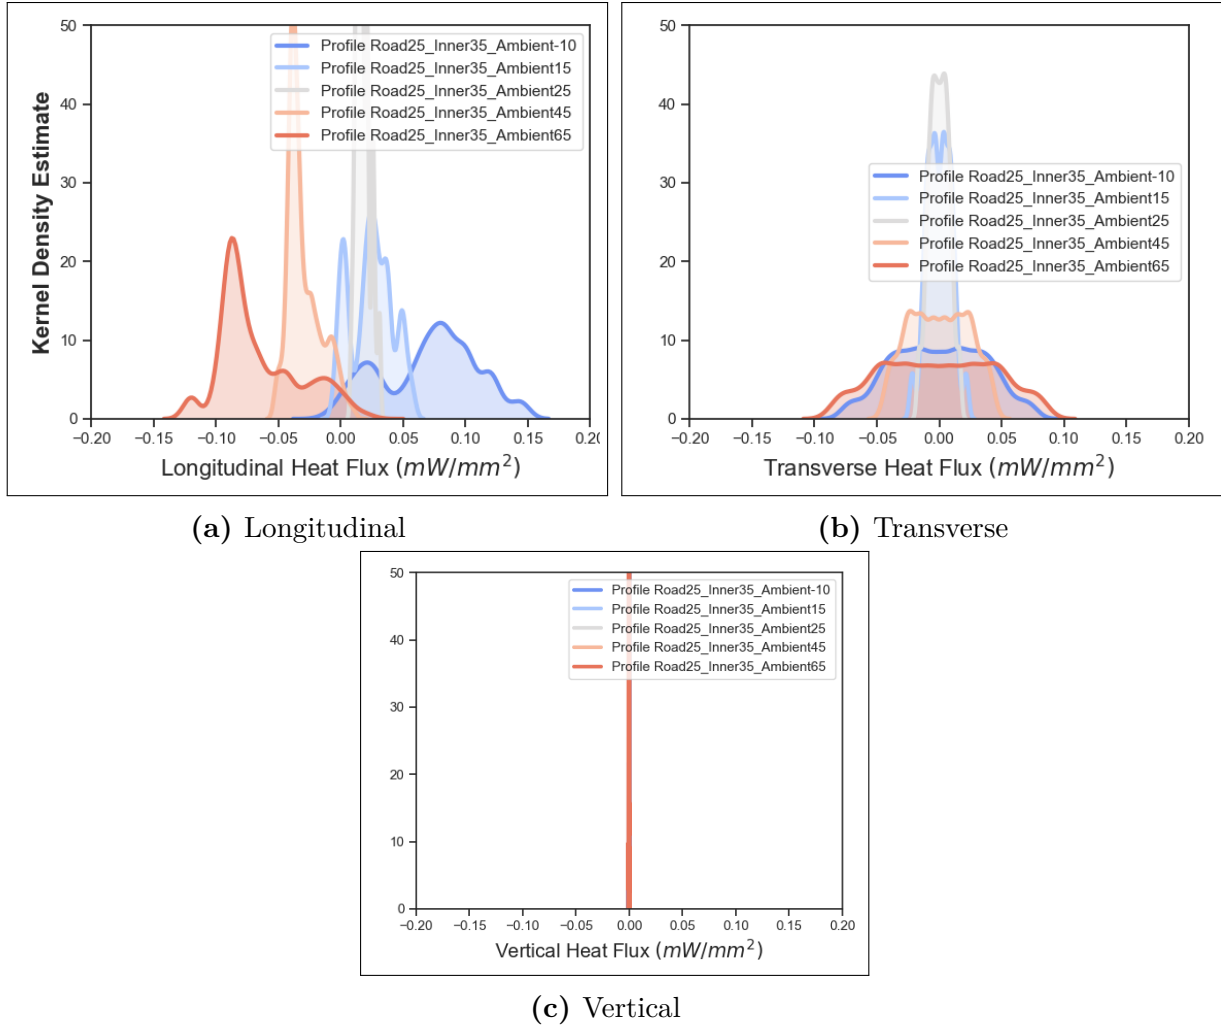 50
40
30
20
10
0
Kernel Density Estimate
Profile Road25_Inner35_Ambient-10
Profile Road25_Inner35_Ambient15
Profile Road25_Inner35_Ambient25
Profile Road25_Inner35_Ambient45
Profile Road25_Inner35_Ambient65
−0.20 −0.15 −0.10 −0.05 0.00 0.05 0.10 0.15 0.20
Longitudinal Heat Flux (mW/mm²)
(a) Longitudinal
50
40
30
20
10
0
Profile Road25_Inner35_Ambient-10
Profile Road25_Inner35_Ambient15
Profile Road25_Inner35_Ambient25
Profile Road25_Inner35_Ambient45
Profile Road25_Inner35_Ambient65
−0.20 −0.15 −0.10 −0.05 0.00 0.05 0.10 0.15 0.20
Transverse Heat Flux (mW/mm²)
(b) Transverse
50
40
30
20
10
0
Profile Road25_Inner35_Ambient-10
Profile Road25_Inner35_Ambient15
Profile Road25_Inner35_Ambient25
Profile Road25_Inner35_Ambient45
Profile Road25_Inner35_Ambient65
−0.20 −0.15 −0.10 −0.05 0.00 0.05 0.10 0.15 0.20
Vertical Heat Flux (mW/mm²)
(c) Vertical